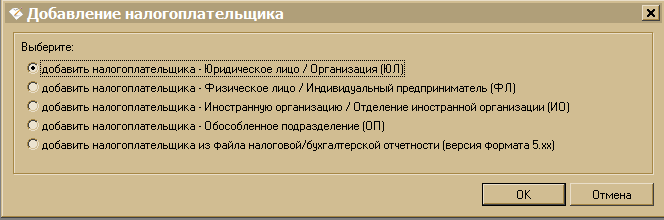 Добавление налогоплательщика
Выберите:
добавить налогоплательщика - Юридическое лицо / Организация (ЮЛ)
добавить налогоплательщика - Физическое лицо / Индивидуальный предприниматель (ФЛ)
добавить налогоплательщика - Иностранную организацию / Отделение иностранной организации (ИО)
добавить налогоплательщика - Обособленное подразделение (ОП)
добавить налогоплательщика из файла налоговой/бухгалтерской отчетности (версия формата 5.xx)
OK Отмена